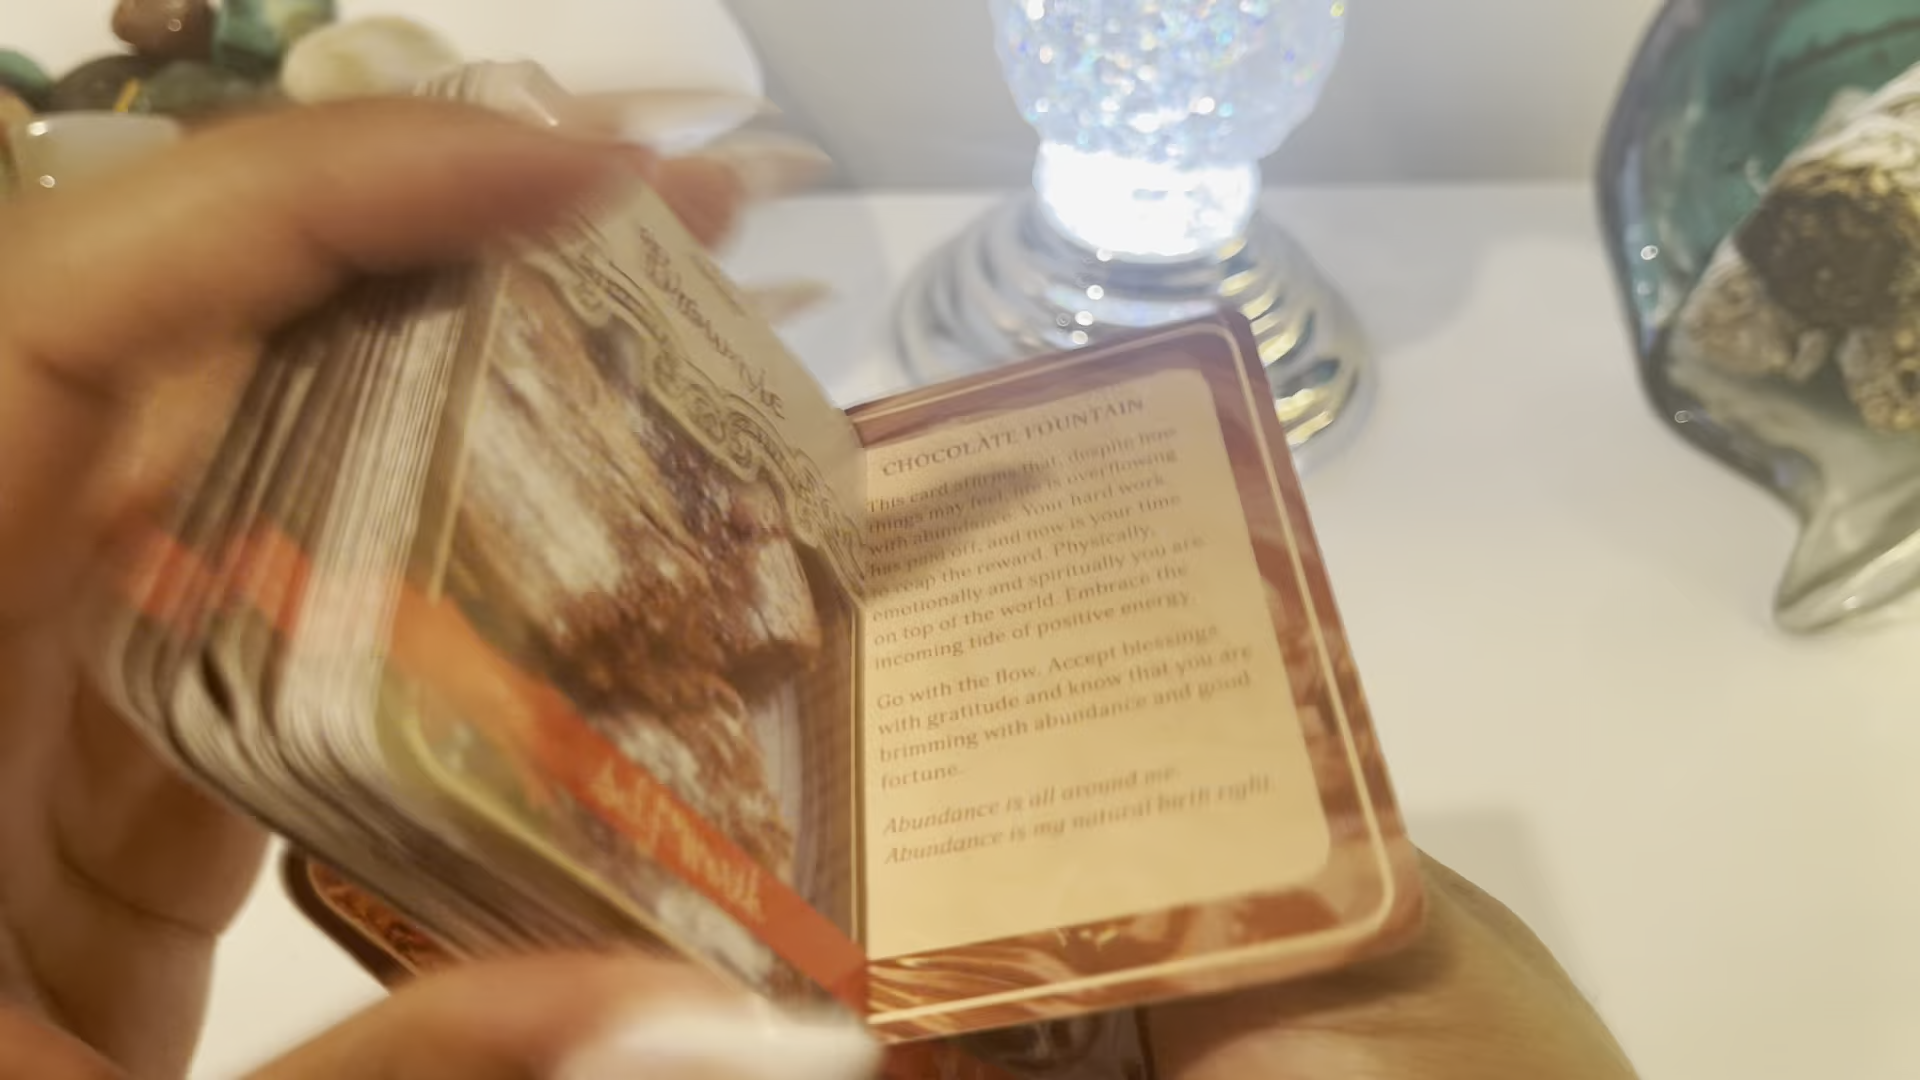 CHOCOLATE FOUNTAIN
This card affirms that, despite how
things may feel, life is overflowing
with abundance. Your hard work
has paid off, and now is your time
to reap the reward. Physically,
emotionally and spiritually you are
on top of the world. Embrace the
incoming tide of positive energy.
Go with the flow. Accept blessings
with gratitude and know that you are
brimming with abundance and good
fortune.
Abundance is all around me.
Abundance is my natural birth right.
Self Worth